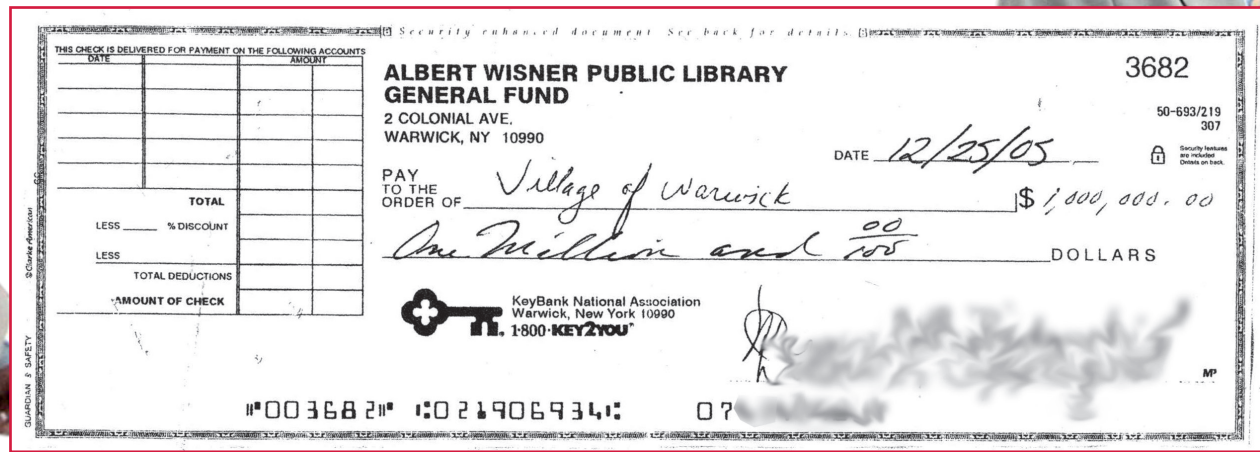 Security enhanced document. See back for details.
THIS CHECK IS DELIVERED FOR PAYMENT ON THE FOLLOWING ACCOUNTS
DATE AMOUNT
TOTAL
LESS % DISCOUNT
LESS
TOTAL DEDUCTIONS
AMOUNT OF CHECK
©Clarke American
GUARDIAN ® SAFETY
ALBERT WISNER PUBLIC LIBRARY
GENERAL FUND
2 COLONIAL AVE.
WARWICK, NY 10990
3682
50-693/219
307
DATE 12/25/05
Security features
are included
Details on back.
PAY
TO THE
ORDER OF Village of Warwick $ 1,000,000.00
One Million and 00/100 DOLLARS
KeyBank National Association
Warwick, New York 10990
1·800·KEY2YOU
MP
⑈003682⑈ ⑆021906934⑆ 07